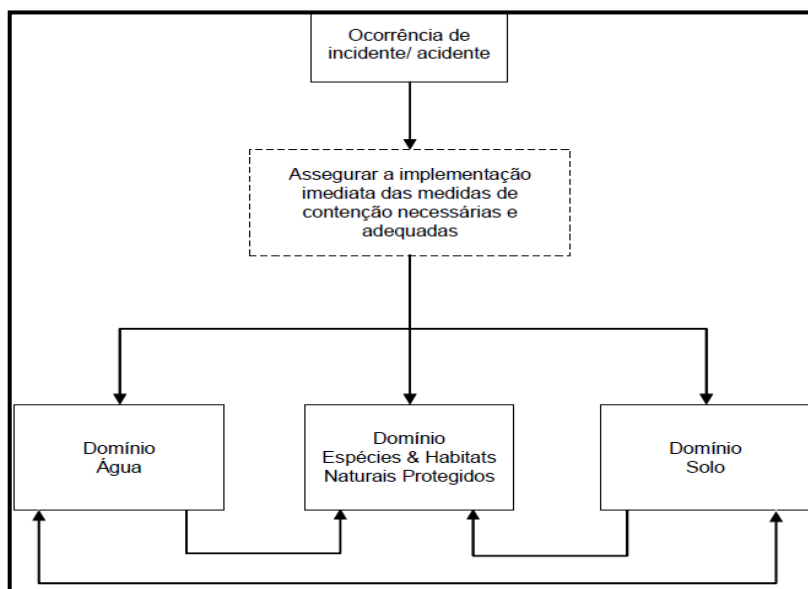 Ocorrência de
incidente/ acidente
Assegurar a implementação
imediata das medidas de
contenção necessárias e
adequadas
Domínio
Água
Domínio
Espécies & Habitats
Naturais Protegidos
Domínio
Solo